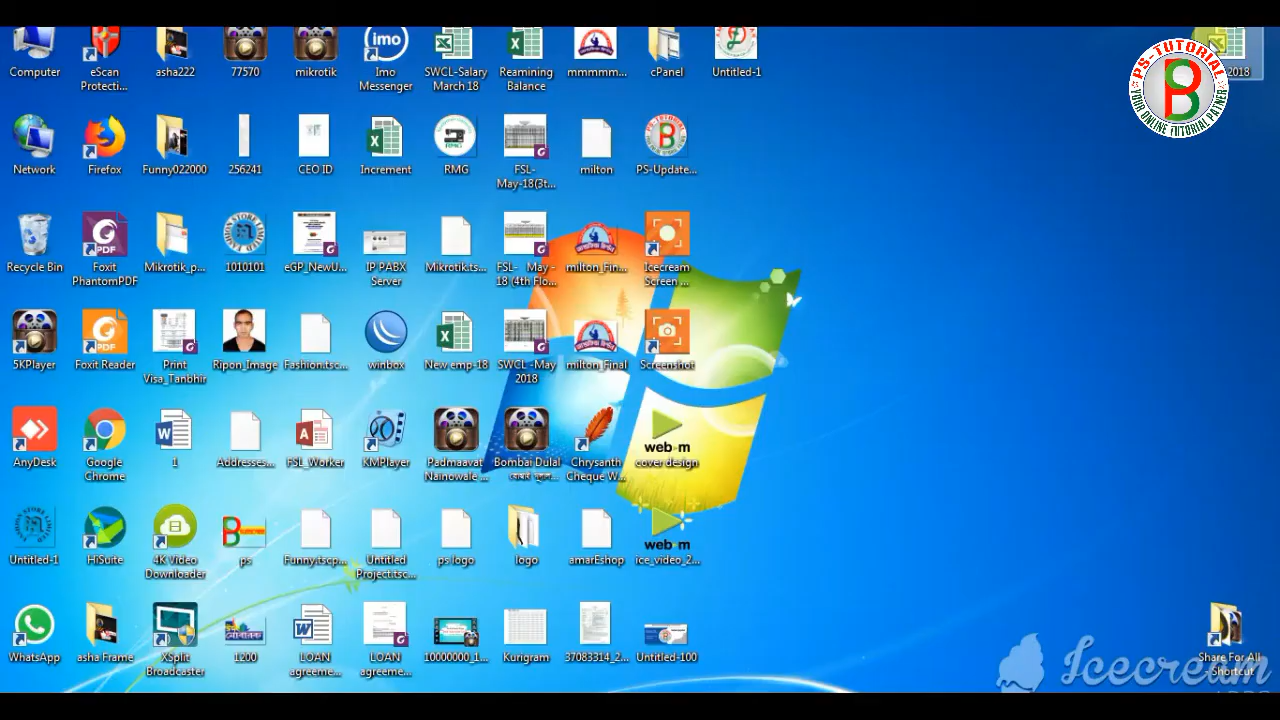 Computer
eScan
Protecti...
asha222
77570
mikrotik
imo
Imo
Messenger
SWCL-Salary
March 18
Reamining
Balance
mmmmm...
cPanel
Untitled-1
2018
PS-TUTORIAL
YOUR ONLINE TUTORIAL PATNER
Network
Firefox
Funny022000
256241
CEO ID
Increment
RMG
RMG
FSL-
May-18(3t...
milton
PS-Update...
Recycle Bin
PDF
Foxit
PhantomPDF
Mikrotik_p...
1010101
eGP_NewU...
IP PABX
Server
Mikrotik.ts...
FSL- May -
18 (4th Flo...
milton_Fin...
Icecream
Screen ...
5KPlayer
PDF
Foxit Reader
Print
Visa_Tanbhir
Ripon_Image
Fashion.tsc...
winbox
New emp-18
SWCL -May
2018
milton_Final
Screenshot
AnyDesk
Google
Chrome
1
Addresses...
FSL_Worker
KMPlayer
Padmaavat
Nainowale ...
Bombai Dulal
Chrysanth
Cheque W...
web-m
cover design
Untitled-1
HiSuite
4K Video
Downloader
ps
Funny.tscp...
Untitled
Project.tsc...
ps logo
logo
amarEshop
web-m
ice_video_2...
WhatsApp
asha Frame
XSplit
Broadcaster
1200
LOAN
agreeme...
LOAN
agreeme...
10000000_1...
Kurigram
37083314_2...
Untitled-100
Share For All
- Shortcut
Icecream